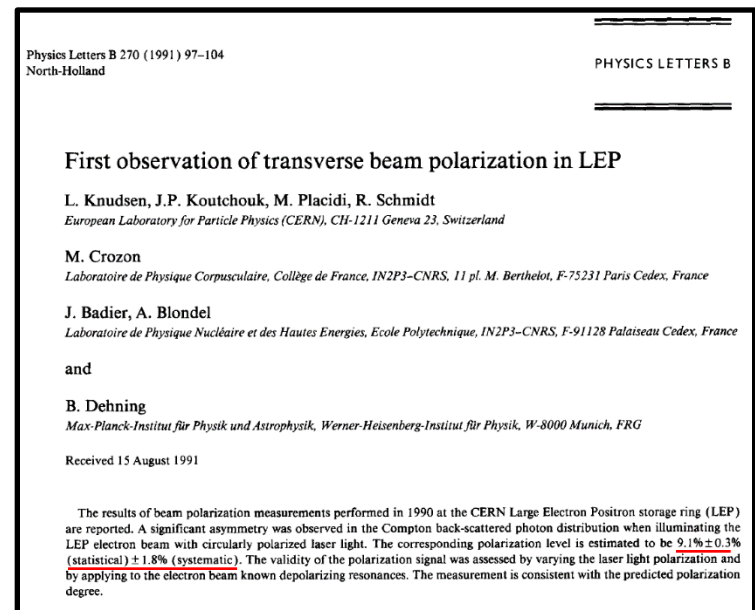 Physics Letters B 270 (1991) 97–104
North-Holland
PHYSICS LETTERS B
First observation of transverse beam polarization in LEP
L. Knudsen, J.P. Koutchouk, M. Placidi, R. Schmidt
European Laboratory for Particle Physics (CERN), CH-1211 Geneva 23, Switzerland
M. Crozon
Laboratoire de Physique Corpusculaire, Collège de France, IN2P3–CNRS, 11 pl. M. Berthelot, F-75231 Paris Cedex, France
J. Badier, A. Blondel
Laboratoire de Physique Nucléaire et des Hautes Energies, Ecole Polytechnique, IN2P3–CNRS, F-91128 Palaiseau Cedex, France
and
B. Dehning
Max-Planck-Institut für Physik und Astrophysik, Werner-Heisenberg-Institut für Physik, W-8000 Munich, FRG
Received 15 August 1991
The results of beam polarization measurements performed in 1990 at the CERN Large Electron Positron storage ring (LEP)
are reported. A significant asymmetry was observed in the Compton back-scattered photon distribution when illuminating the
LEP electron beam with circularly polarized laser light. The corresponding polarization level is estimated to be 9.1%±0.3%
(statistical) ± 1.8% (systematic). The validity of the polarization signal was assessed by varying the laser light polarization and
by applying to the electron beam known depolarizing resonances. The measurement is consistent with the predicted polarization
degree.